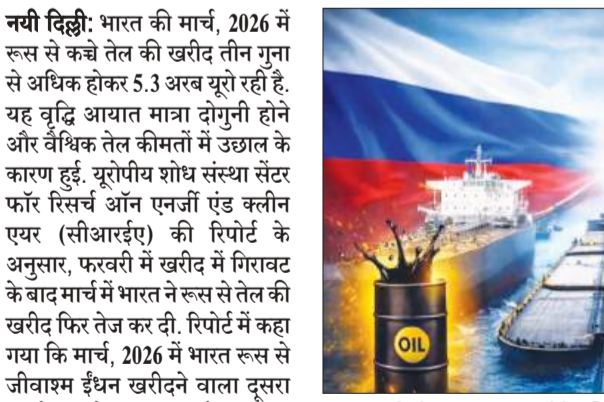 नयी दिल्ली: भारत की मार्च, 2026 में
रूस से कच्चे तेल की खरीद तीन गुना
से अधिक होकर 5.3 अरब यूरो रही है.
यह वृद्धि आयात मात्रा दोगुनी होने
और वैश्विक तेल कीमतों में उछाल के
कारण हुई. यूरोपीय शोध संस्था सेंटर
फॉर रिसर्च ऑन एनर्जी एंड क्लीन
एयर (सीआरईए) की रिपोर्ट के
अनुसार, फरवरी में खरीद में गिरावट
के बाद मार्च में भारत ने रूस से तेल की
खरीद फिर तेज कर दी. रिपोर्ट में कहा
गया कि मार्च, 2026 में भारत रूस से
जीवाश्म ईंधन खरीदने वाला दूसरा
OIL